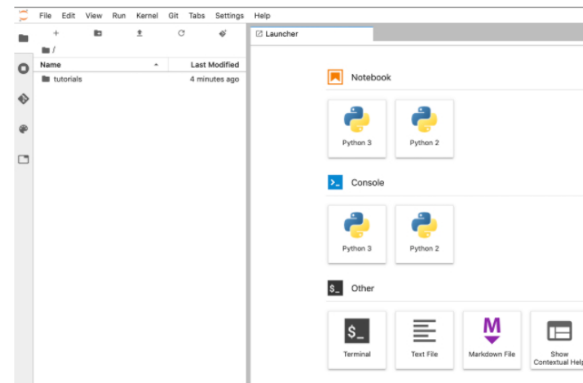 File Edit View Run Kernel Git Tabs Settings Help
Launcher
/
Name Last Modified
tutorials 4 minutes ago
Notebook
Python 3 Python 2
Console
Python 3 Python 2
$_ Other
$_ M
Terminal Text File Markdown File Show
Contextual Help